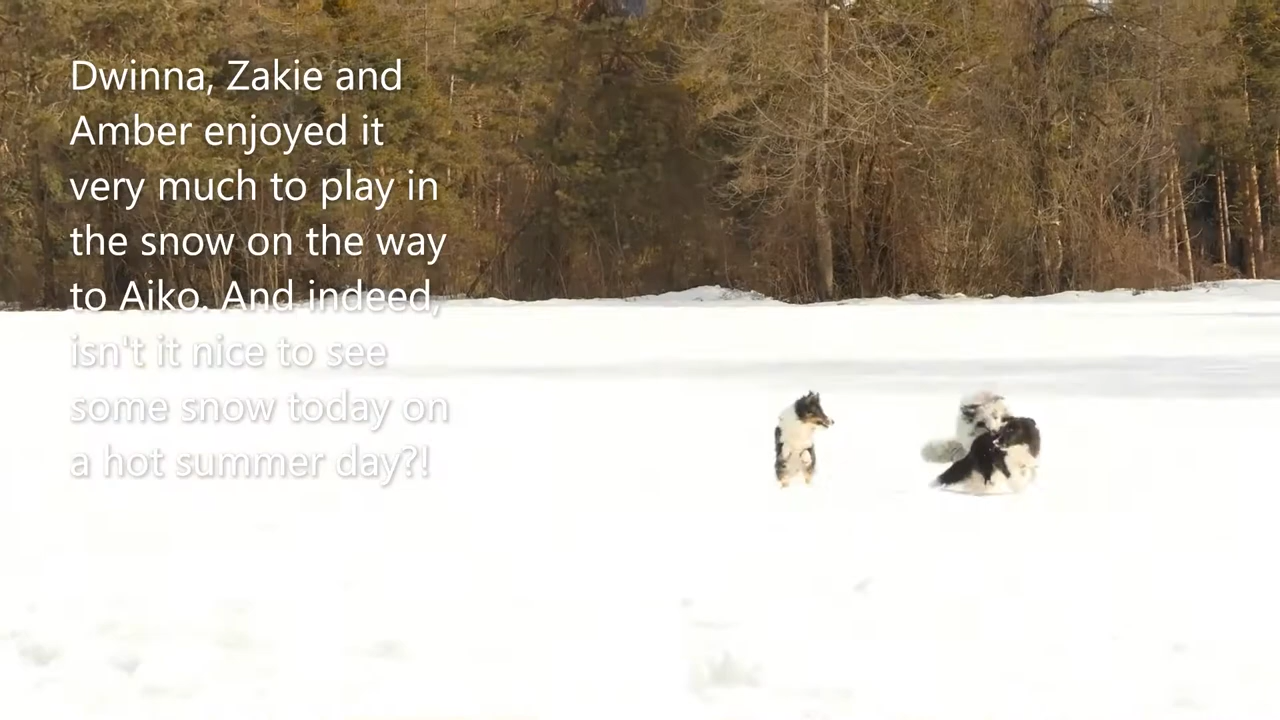 Dwinna, Zakie and
Amber enjoyed it
very much to play in
the snow on the way
to Aiko. And indeed,
isn't it nice to see
some snow today on
a hot summer day?!